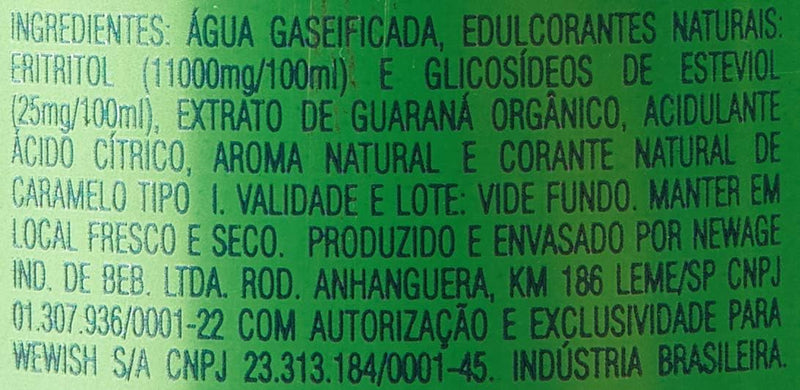 INGREDIENTES: ÁGUA GASEIFICADA, EDULCORANTES NATURAIS:
ERITRITOL (11000mg/100ml) E GLICOSÍDEOS DE ESTEVIOL
(25mg/100ml), EXTRATO DE GUARANÁ ORGÂNICO, ACIDULANTE
ÁCIDO CÍTRICO, AROMA NATURAL E CORANTE NATURAL DE
CARAMELO TIPO I. VALIDADE E LOTE: VIDE FUNDO. MANTER EM
LOCAL FRESCO E SECO. PRODUZIDO E ENVASADO POR NEWAGE
IND. DE BEB. LTDA. ROD. ANHANGUERA, KM 186 LEME/SP CNPJ
01.307.936/0001-22 COM AUTORIZAÇÃO E EXCLUSIVIDADE PARA
WEWISH S/A CNPJ 23.313.184/0001-45. INDÚSTRIA BRASILEIRA.